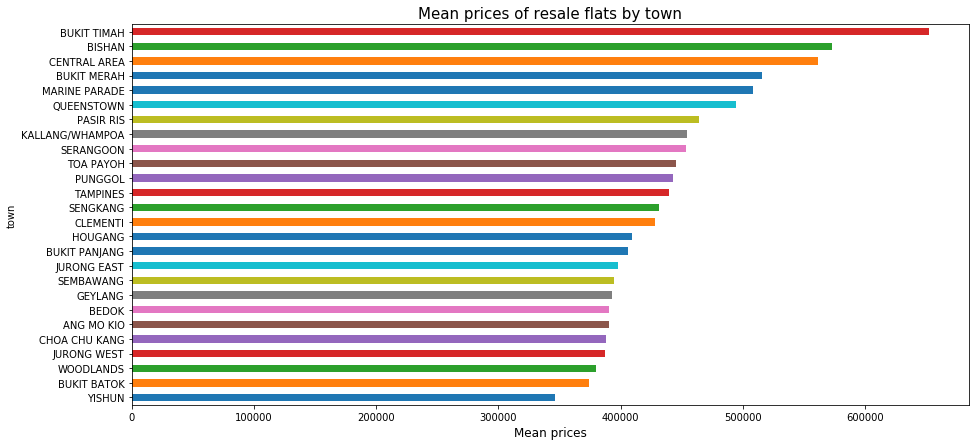 Mean prices of resale flats by town
BUKIT TIMAH
BISHAN
CENTRAL AREA
BUKIT MERAH
MARINE PARADE
QUEENSTOWN
PASIR RIS
KALLANG/WHAMPOA
SERANGOON
TOA PAYOH
PUNGGOL
TAMPINES
SENGKANG
CLEMENTI
HOUGANG
BUKIT PANJANG
JURONG EAST
SEMBAWANG
GEYLANG
BEDOK
ANG MO KIO
CHOA CHU KANG
JURONG WEST
WOODLANDS
BUKIT BATOK
YISHUN
town
0 100000 200000 300000 400000 500000 600000
Mean prices